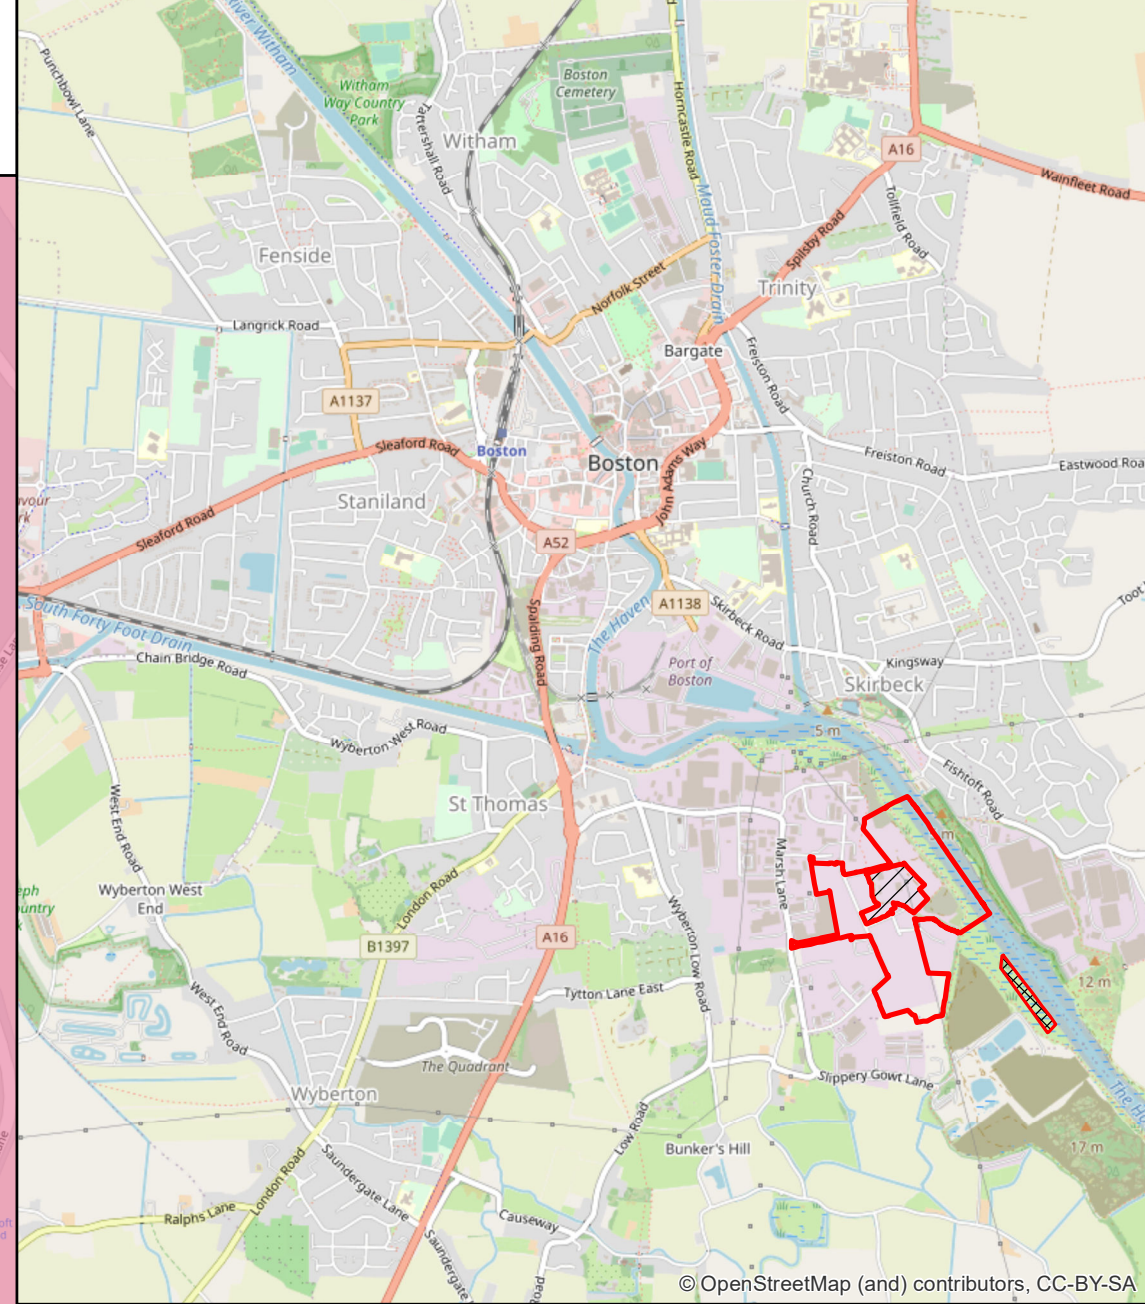 River Witham
Punchbowl Lane
Witham
Way Country
Park
Tattershall Road
Boston
Cemetery
Witham
Horncastle Road
Maud Foster Drain
A16
Wainfleet Road
Tollfield Road
Spilsby Road
Fenside
Norfolk Street
Trinity
Langrick Road
Bargate
Freiston Road
A1137
Sleaford Road
Boston
Boston
John Adams Way
Freiston Road
Eastwood Roa
Staniland
Church Road
Sleaford Road
A52
South Forty Foot Drain
Spalding Road
The Haven
A1138
Skirbeck Road
Toot
Chain Bridge Road
Port of
Boston
Kingsway
Skirbeck
Wyberton West Road
5 m
Fishtoft Road
St Thomas
m
West End Road
Marsh Lane
London Road
Wyberton West
End
Wyberton Low Road
B1397
A16
12 m
West End Road
Tytton Lane East
The Quadrant
Slippery Gowt Lane
Wyberton
Low Road
Bunker's Hill
17 m
London Road
Saundergate Lane
Ralphs Lane
Causeway
Saundergate
© OpenStreetMap (and) contributors, CC-BY-SA